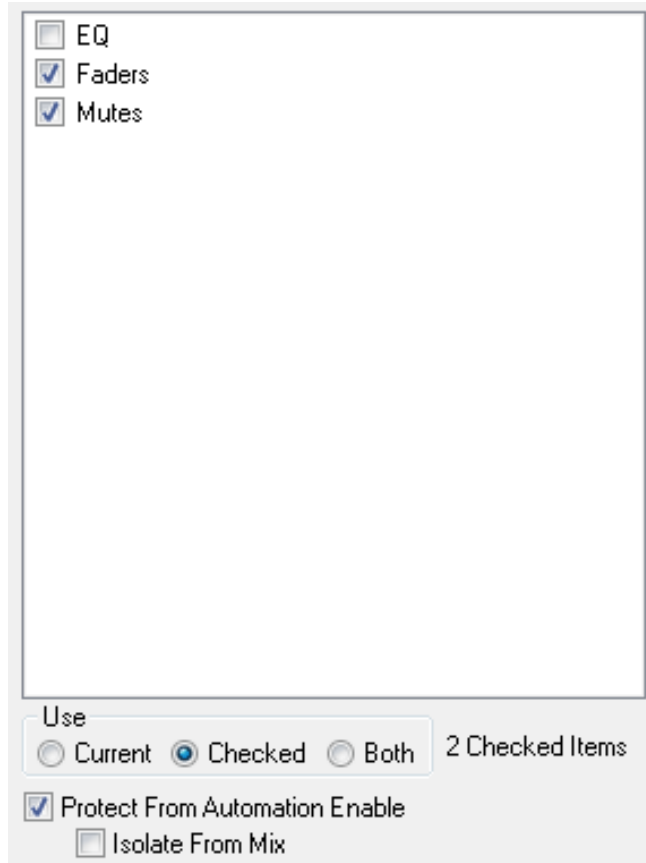 EQ
Faders
Mutes
Use
Current Checked Both 2 Checked Items
Protect From Automation Enable
Isolate From Mix